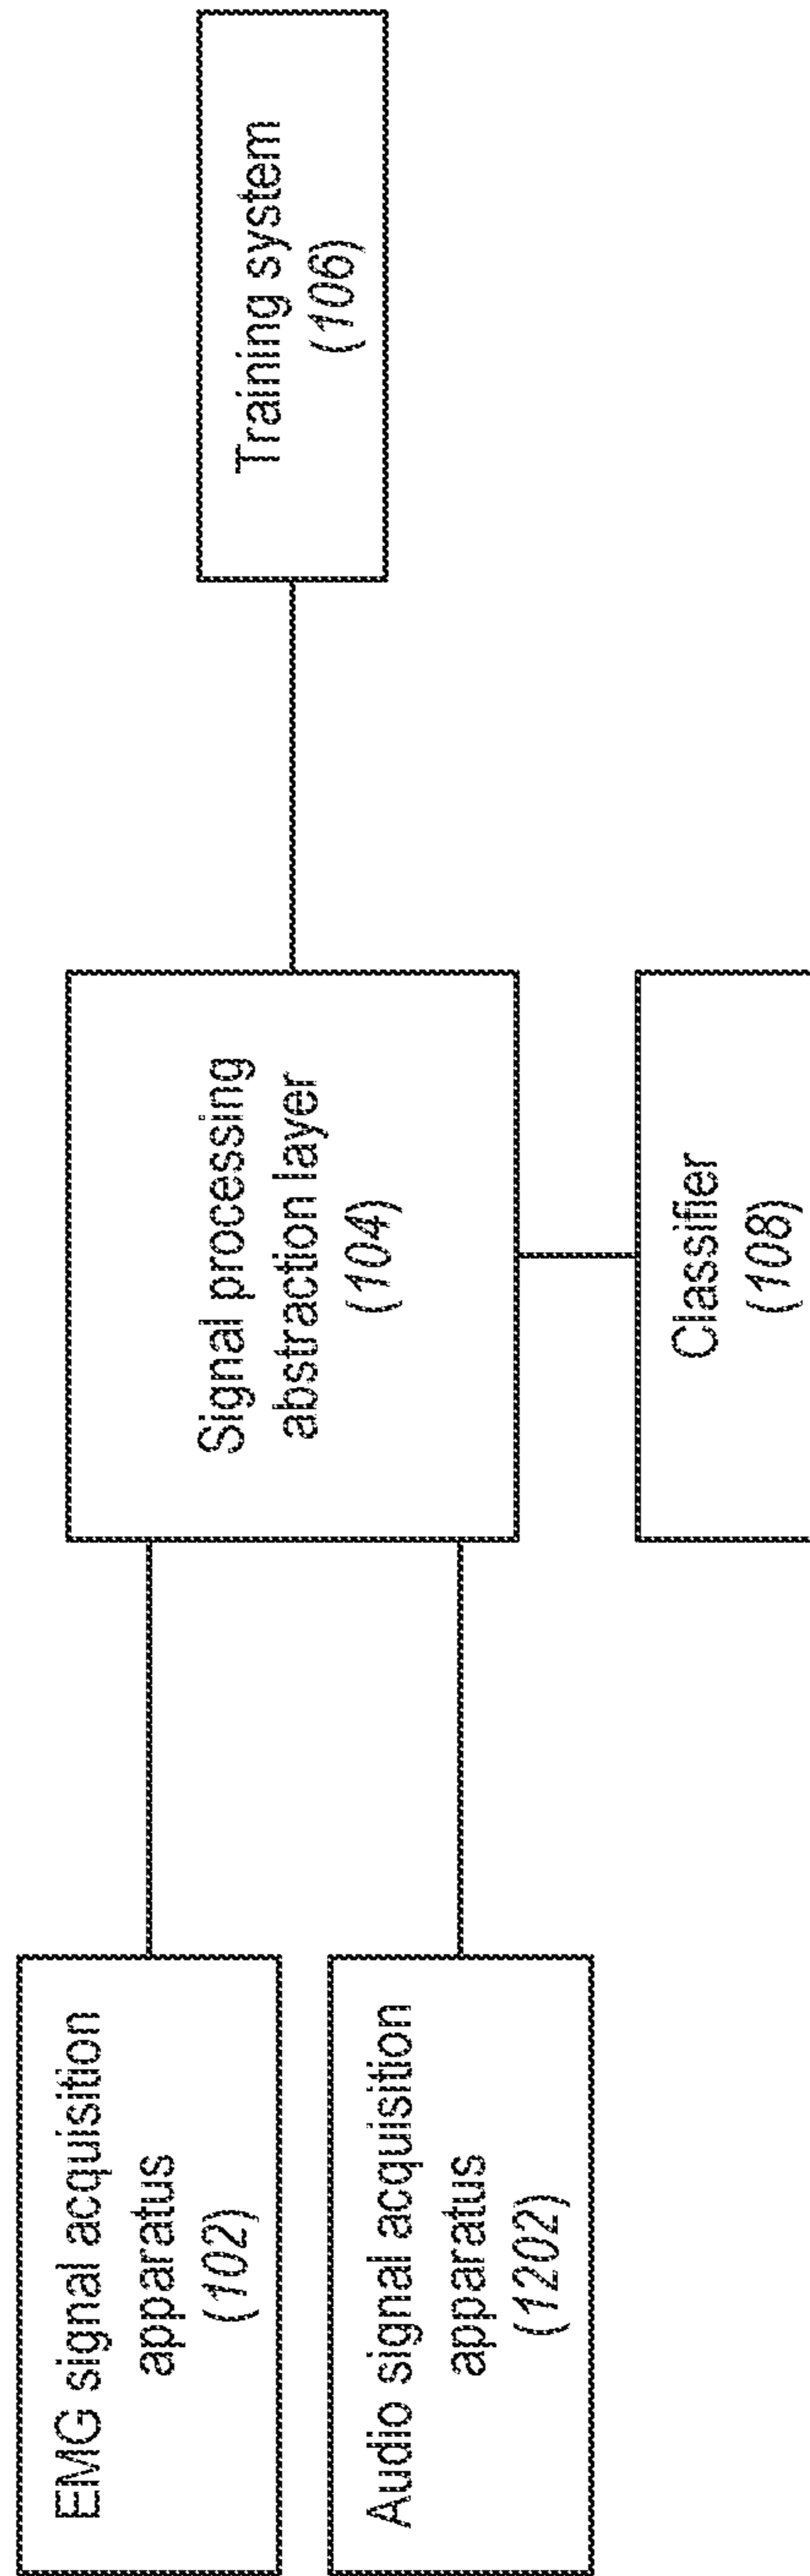 EMG signal acquisition
apparatus
(102)
Audio signal acquisition
apparatus
(1202)
Signal processing
abstraction layer
(104)
Classifier
(108)
Training system
(106)